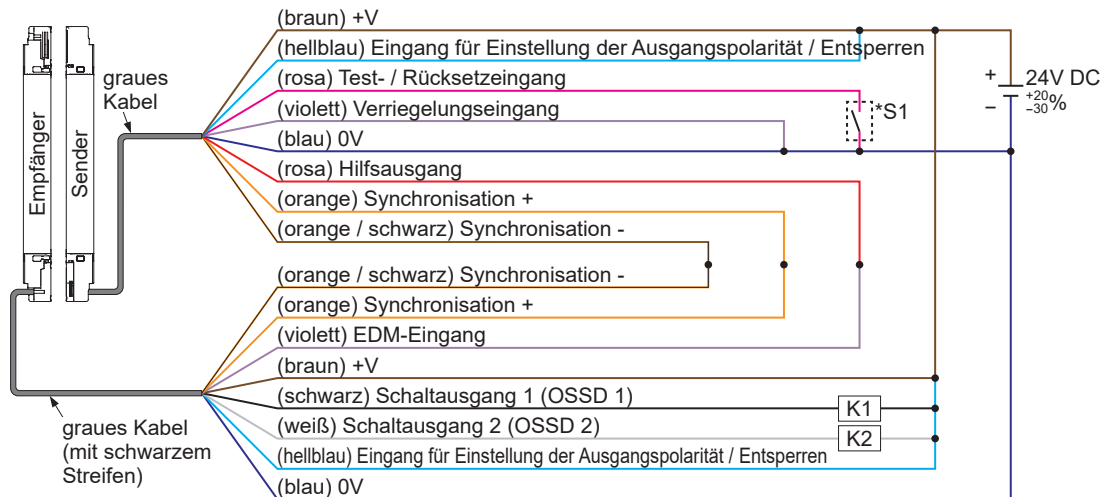 (braun) +V
(hellblau) Eingang für Einstellung der Ausgangspolarität / Entsperren
(rosa) Test- / Rücksetzeingang
(violett) Verriegelungseingang
(blau) 0V
(rosa) Hilfsausgang
(orange) Synchronisation +
(orange / schwarz) Synchronisation -
(orange / schwarz) Synchronisation -
(orange) Synchronisation +
(violett) EDM-Eingang
(braun) +V
(schwarz) Schaltausgang 1 (OSSD 1)
(weiß) Schaltausgang 2 (OSSD 2)
(hellblau) Eingang für Einstellung der Ausgangspolarität / Entsperren
(blau) 0V
graues
Kabel
Empfänger
Sender
graues Kabel
(mit schwarzem
Streifen)
*S1
+
−
24V DC
+20
−30 %
K1
K2